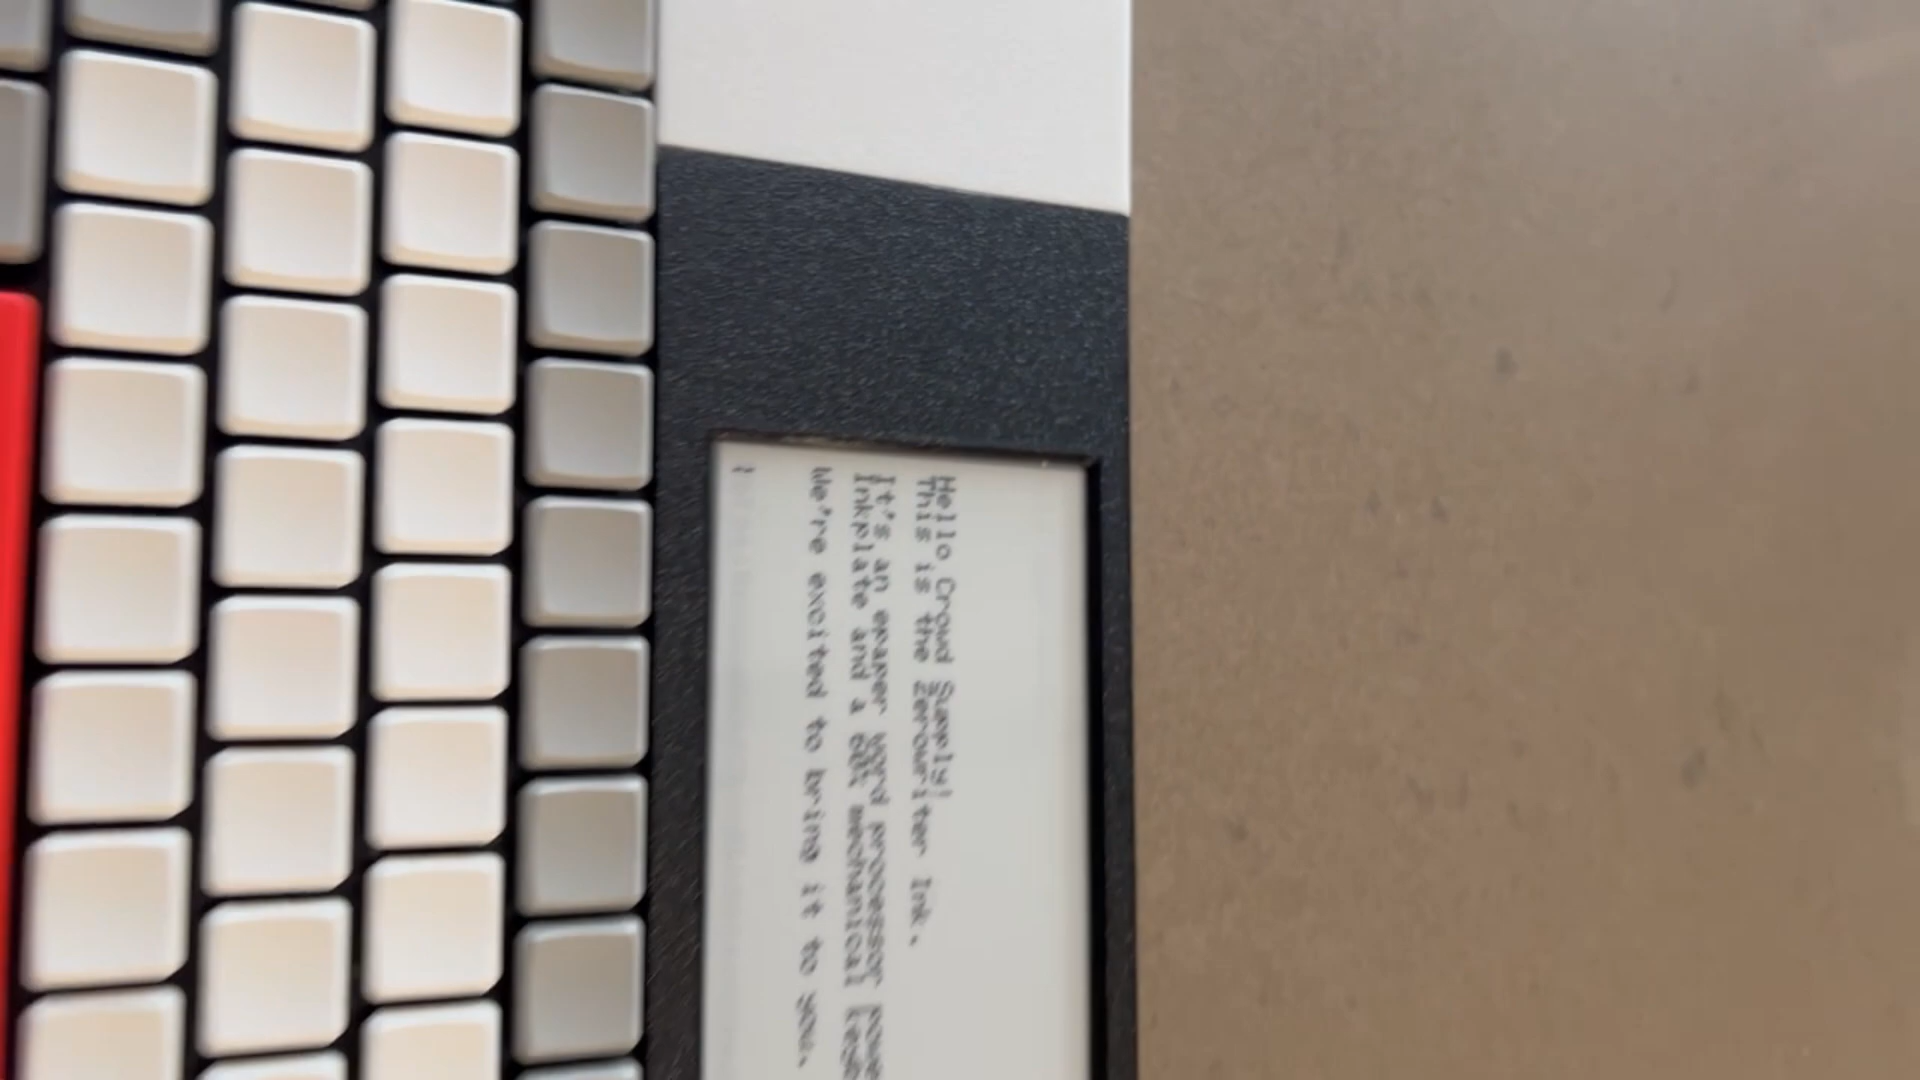 Hello Crowd Supply!
This is the Zerowriter Ink.
It's an epaper word processor
Inkplate and a 60% mechanical
We're excited to bring it to you.